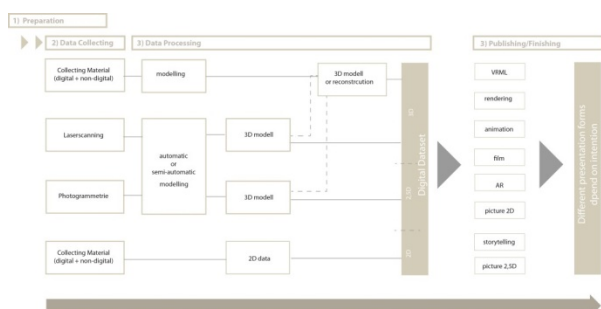 1) Preparation
2) Data Collecting
3) Data Processing
3) Publishing/Finishing
Collecting Material
(digital + non-digital)
modelling
3D modell
or reconstrcution
Laserscanning
automatic
or
semi-automatic
modelling
3D modell
Photogrammetrie
3D modell
Collecting Material
(digital + non-digital)
2D data
3D
2,5D
2D
Digital Dataset
VRML
rendering
animation
film
AR
picture 2D
storytelling
picture 2,5D
Different presentation forms
dpend on intention